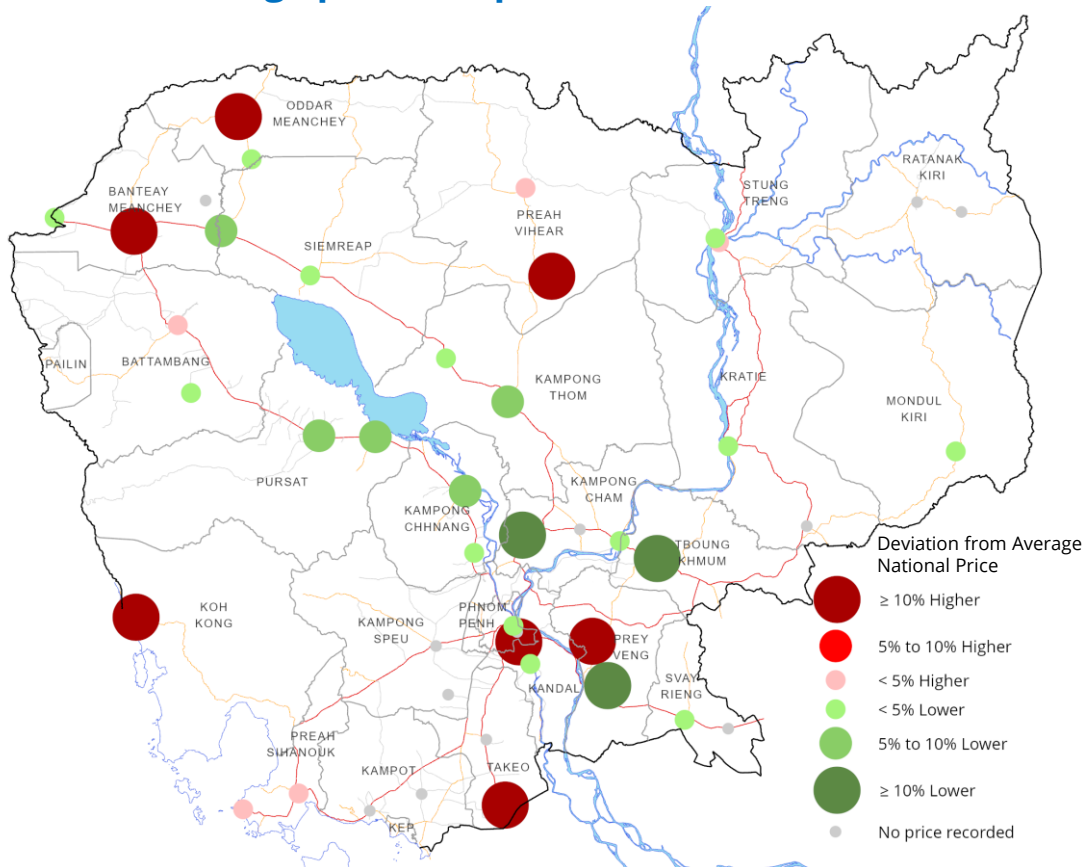 ODDAR
MEANCHEY
BANTEAY
MEANCHEY
RATANAK
KIRI
STUNG
TRENG
PREAH
VIHEAR
SIEMREAP
PAILIN
BATTAMBANG
KAMPONG
THOM
KRATIE
MONDUL
KIRI
PURSAT
KAMPONG
CHAM
KAMPONG
CHHNANG
TBOUNG
KHMUM
KOH
KONG
KAMPONG
SPEU
PHNOM
PENH
PREY
VENG
KANDAL
SVAY
RIENG
PREAH
SIHANOUK
KAMPOT
TAKEO
KEP
Deviation from Average
National Price
≥ 10% Higher
5% to 10% Higher
< 5% Higher
< 5% Lower
5% to 10% Lower
≥ 10% Lower
No price recorded